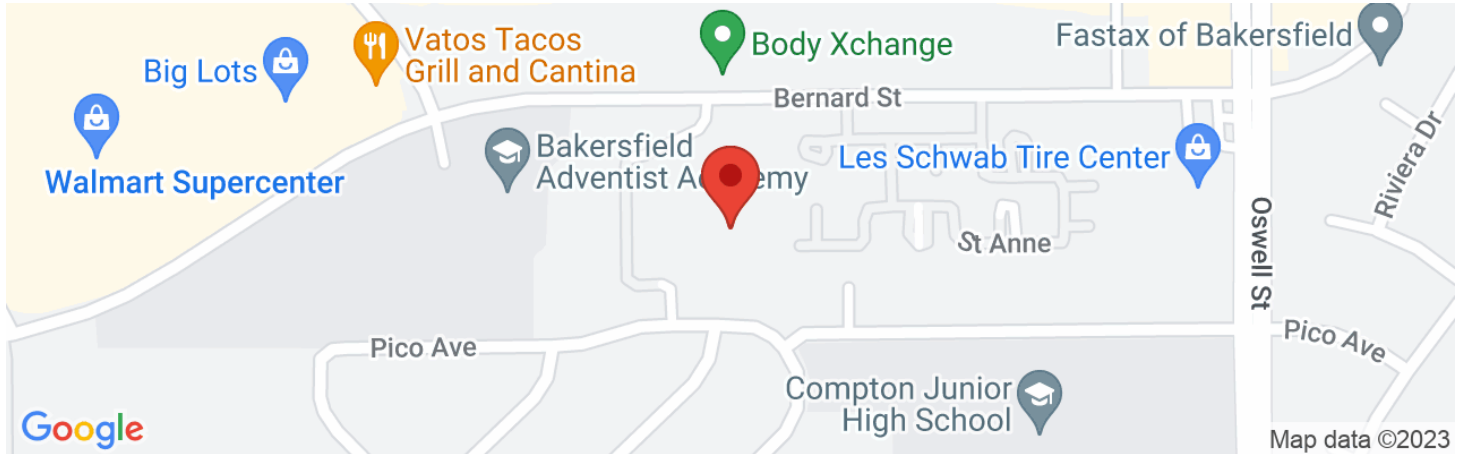 Vatos Tacos
Grill and Cantina
Body Xchange
Fastax of Bakersfield
Big Lots
Bernard St
Walmart Supercenter
Bakersfield
Adventist Ac emy
Les Schwab Tire Center
Riviera Dr
Oswell St
St Anne
Pico Ave
Pico Ave
Compton Junior
High School
Google
Map data ©2023